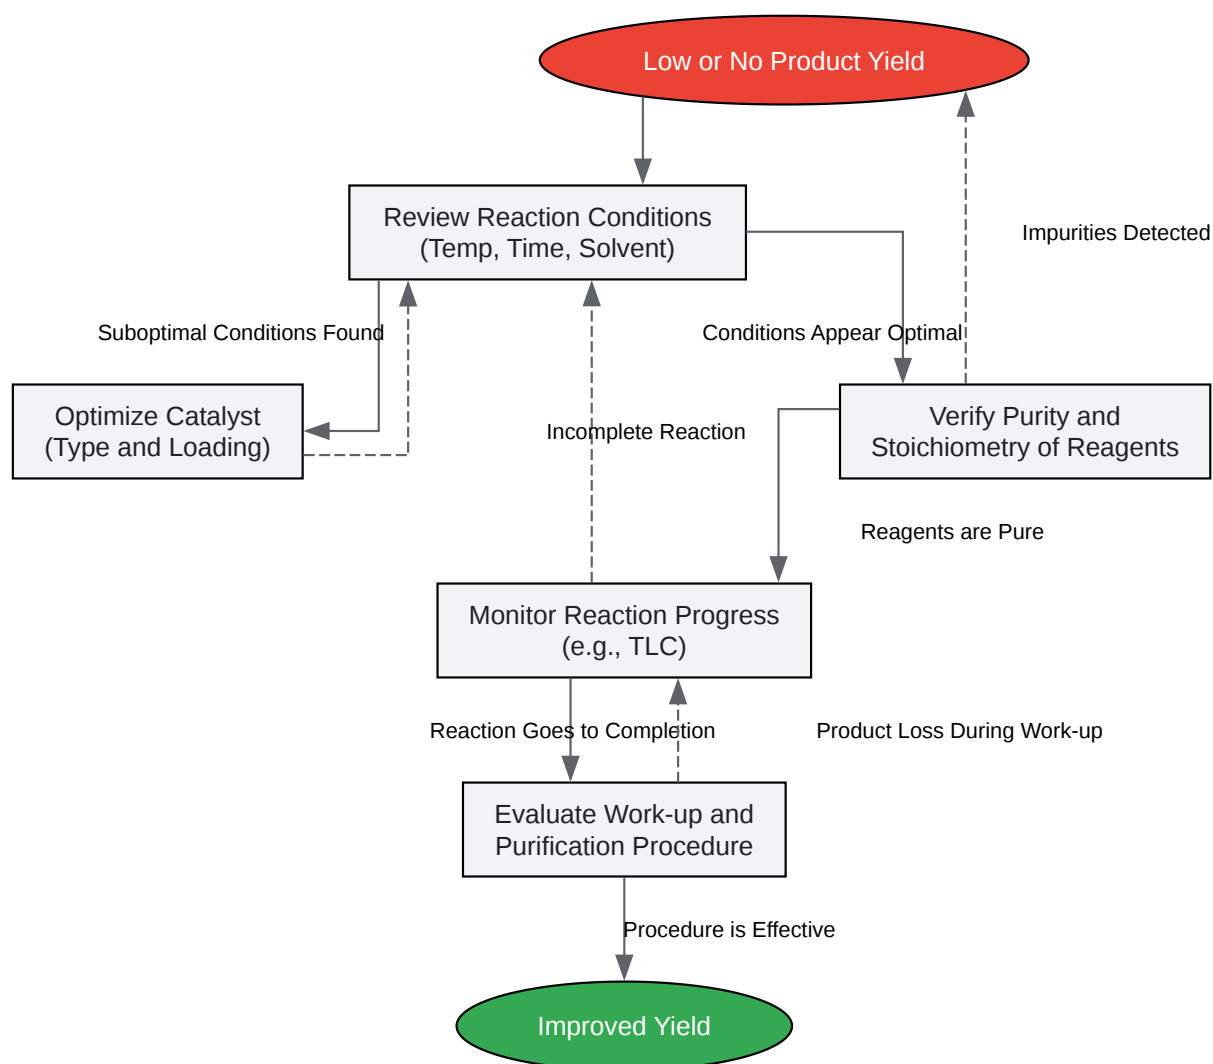 Low or No Product Yield
Review Reaction Conditions
(Temp, Time, Solvent)
Impurities Detected
Suboptimal Conditions Found
Conditions Appear Optimal
Optimize Catalyst
(Type and Loading)
Incomplete Reaction
Verify Purity and
Stoichiometry of Reagents
Reagents are Pure
Monitor Reaction Progress
(e.g., TLC)
Reaction Goes to Completion
Product Loss During Work-up
Evaluate Work-up and
Purification Procedure
Procedure is Effective
Improved Yield